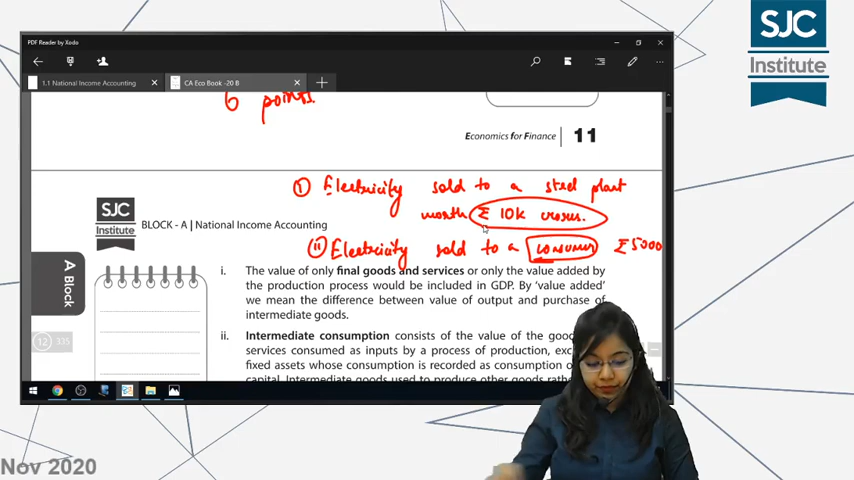 PDF Reader by Xodo
1.1 National Income Accounting
CA Eco Book -20 B
6 points.
Economics for Finance 11
(i) Electricity sold to a steel plant
worth ₹ 10k crores.
SJC
Institute
BLOCK - A | National Income Accounting
(ii) Electricity sold to a consumer ₹5000
i. The value of only final goods and services or only the value added by
the production process would be included in GDP. By ‘value added’
we mean the difference between value of output and purchase of
intermediate goods.
ii. Intermediate consumption consists of the value of the goo
services consumed as inputs by a process of production, exc
fixed assets whose consumption is recorded as consumption o
capital. Intermediate goods used to produce other goods rathe
A Block
12 335
SJC
Institute
Nov 2020